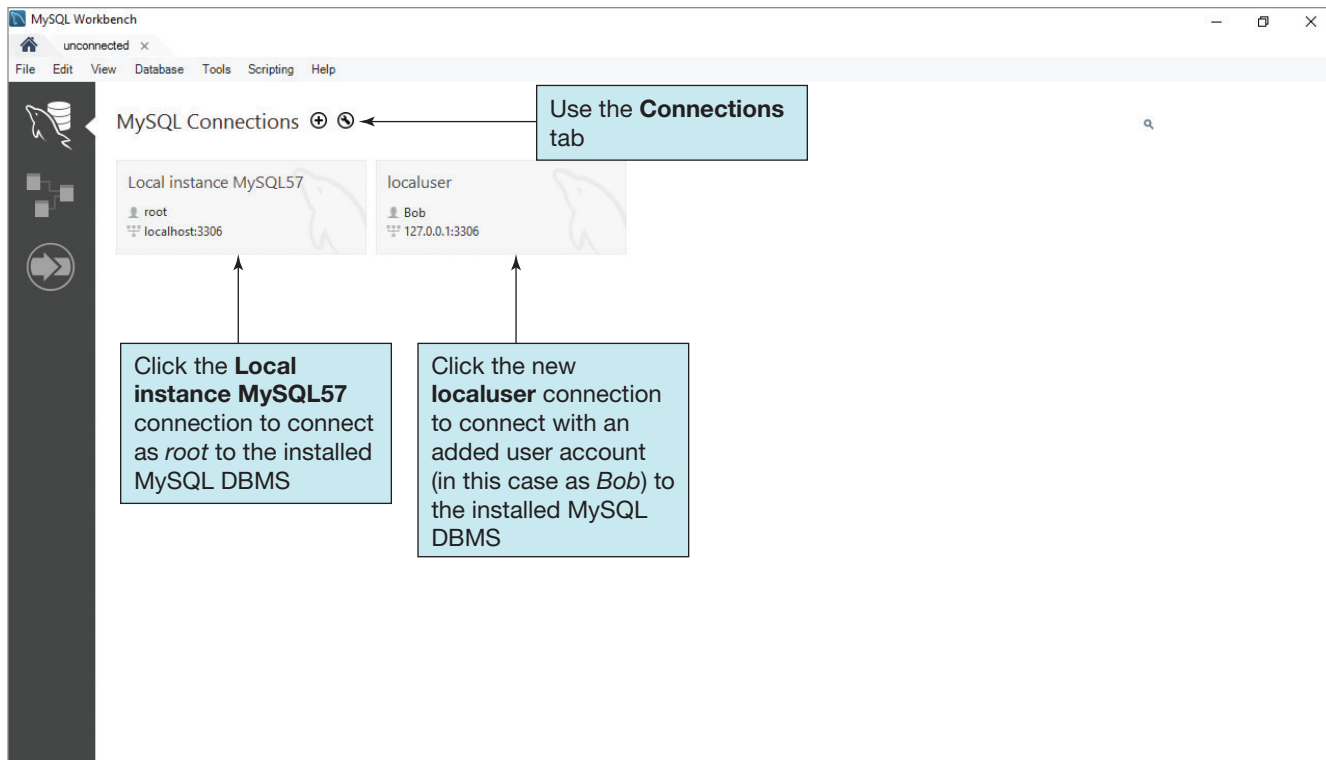 MySQL Workbench
unconnected
File Edit View Database Tools Scripting Help
MySQL Connections
Use the Connections
tab
Local instance MySQL57
root
localhost:3306
localuser
Bob
127.0.0.1:3306
Click the Local
instance MySQL57
connection to connect
as root to the installed
MySQL DBMS
Click the new
localuser connection
to connect with an
added user account
(in this case as Bob) to
the installed MySQL
DBMS